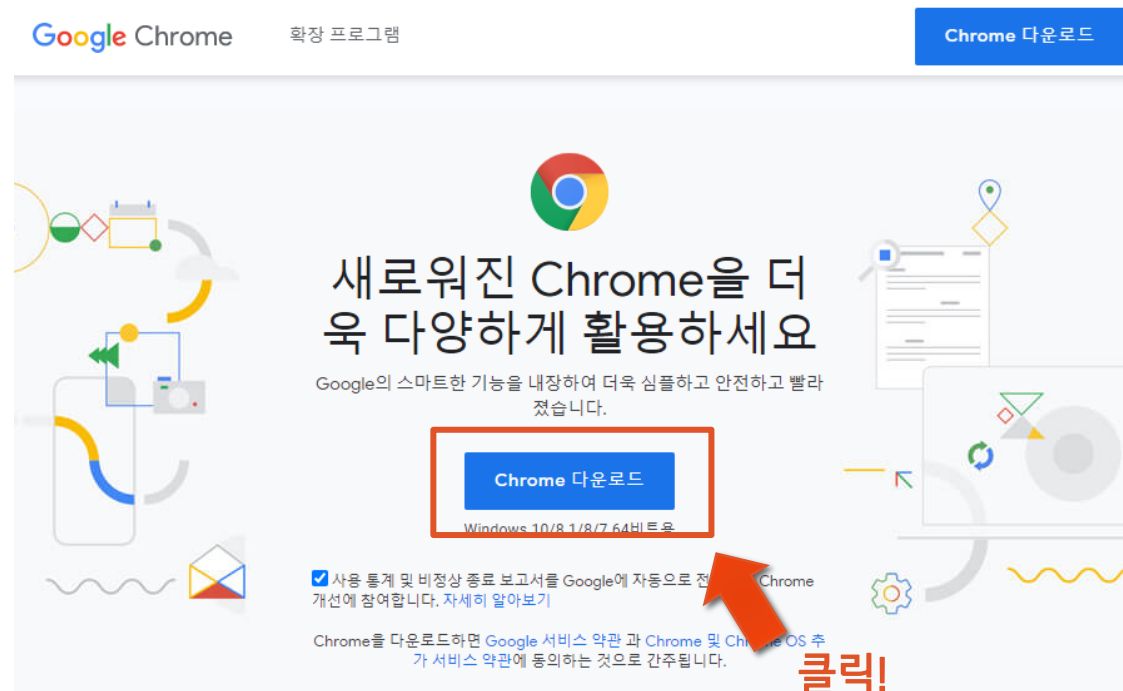 Google Chrome
확장 프로그램
Chrome 다운로드
새로워진 Chrome을 더
욱 다양하게 활용하세요
Google의 스마트한 기능을 내장하여 더욱 심플하고 안전하고 빨라
졌습니다.
Chrome 다운로드
Windows 10/8.1/8/7 64비트용
사용 통계 및 비정상 종료 보고서를 Google에 자동으로 전 Chrome
개선에 참여합니다. 자세히 알아보기
Chrome을 다운로드하면 Google 서비스 약관 과 Chrome 및 OS 추
가 서비스 약관에 동의하는 것으로 간주됩니다.
클릭!